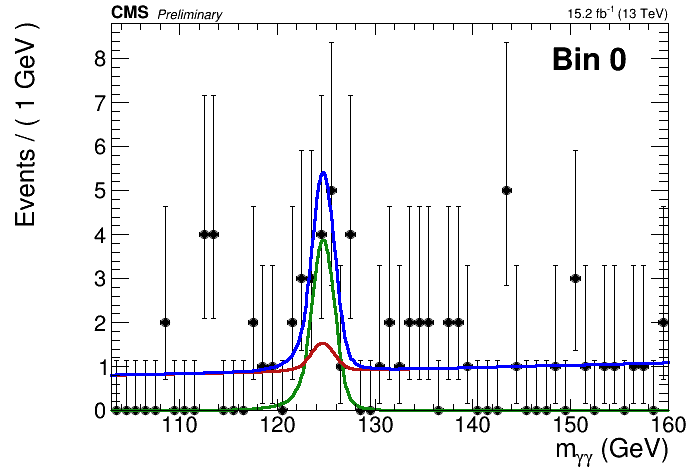 CMS Preliminary 15.2 fb⁻¹ (13 TeV)
Bin 0
Events / ( 1 GeV )
8
7
6
5
4
3
2
1
0
110 120 130 140 150 160
mγγ (GeV)